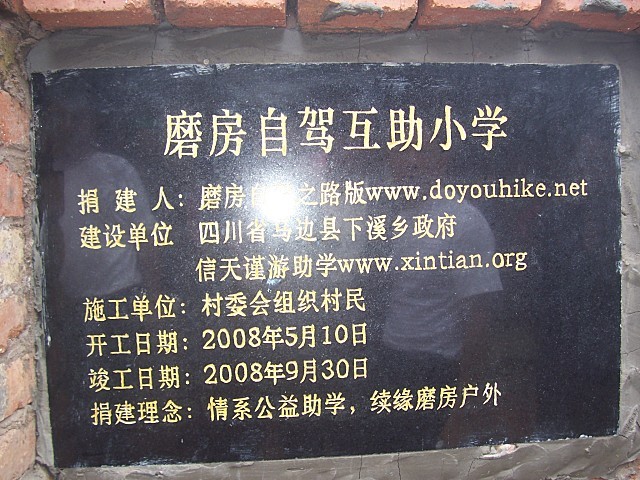 磨房自驾互助小学
捐建人：磨房自驾之路版www.doyouhike.net
建设单位 四川省马边县下溪乡政府
信天谨游助学www.xintian.org
施工单位：村委会组织村民
开工日期：2008年5月10日
竣工日期：2008年9月30日
捐建理念：情系公益助学，续缘磨房户外